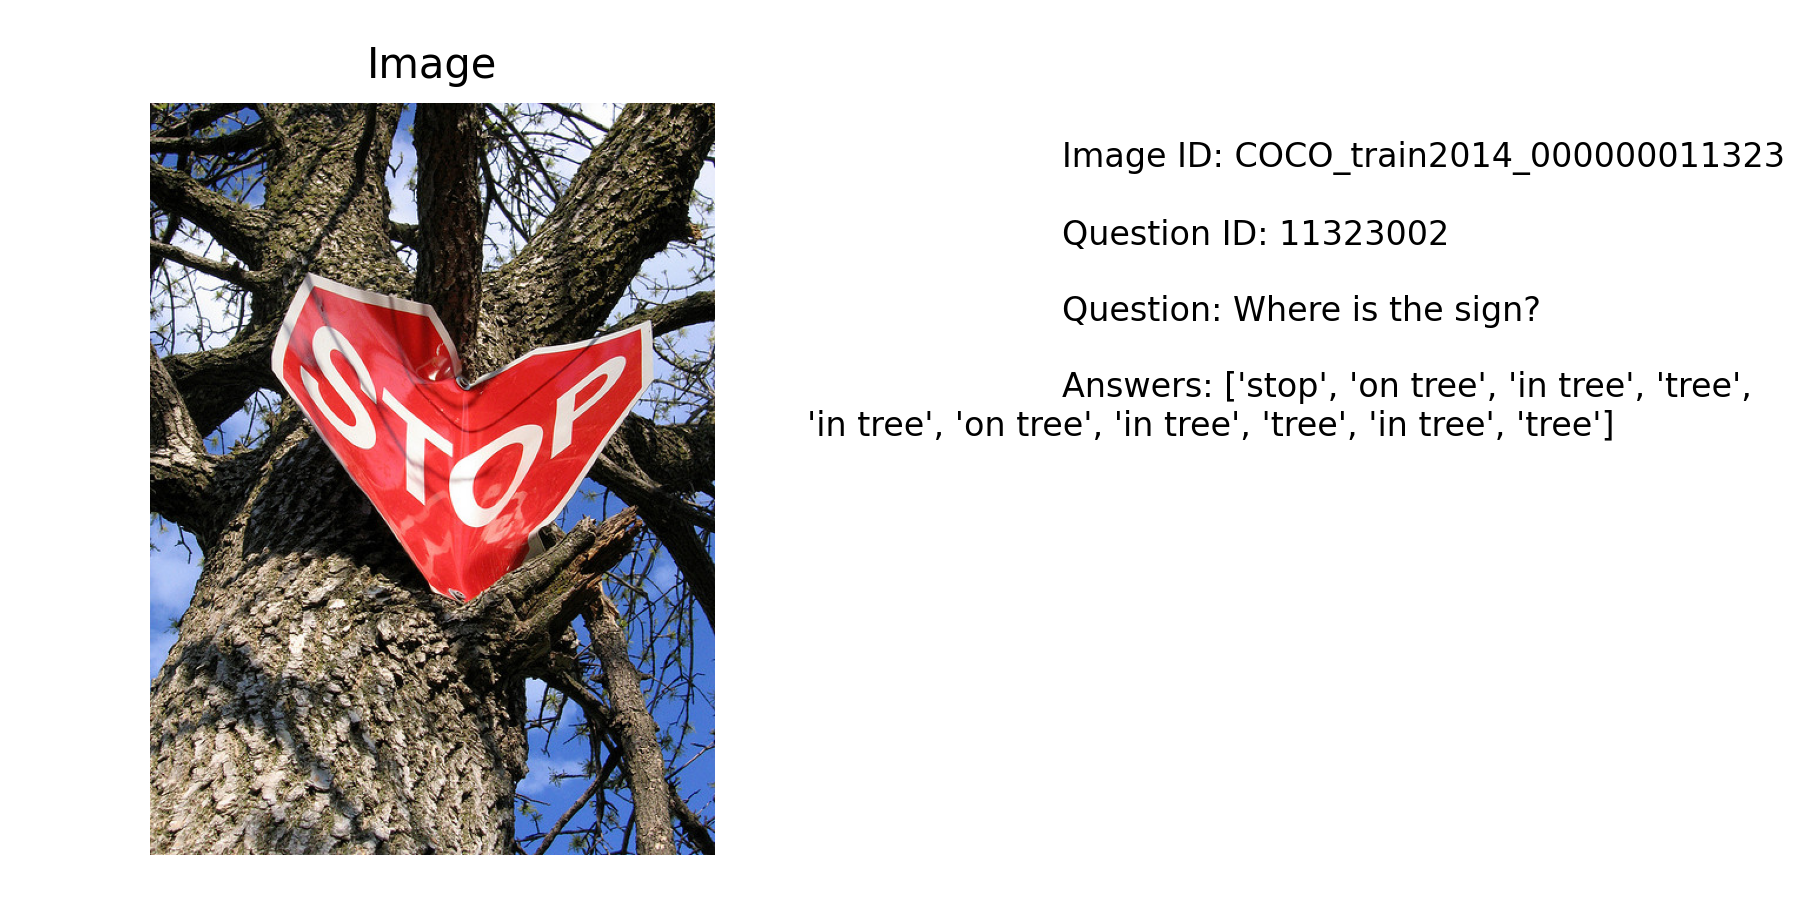 Image
STOP
Image ID: COCO_train2014_000000011323
Question ID: 11323002
Question: Where is the sign?
Answers: ['stop', 'on tree', 'in tree', 'tree',
'in tree', 'on tree', 'in tree', 'tree', 'in tree', 'tree']